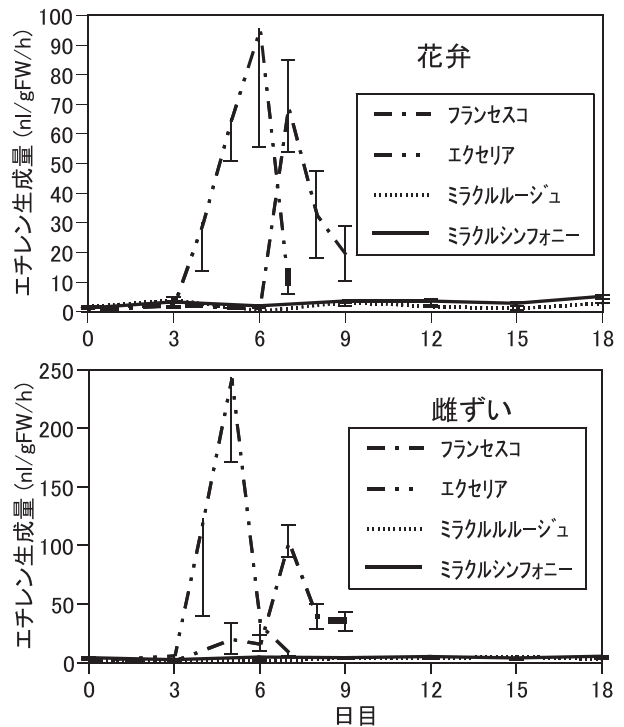 花弁
エチレン生成量 (nl/gFW/h)
100
90
80
70
60
50
40
30
20
10
0
フランセスコ
エクセリア
ミラクルルージュ
ミラクルシンフォニー
0 3 6 9 12 15 18
雌ずい
エチレン生成量 (nl/gFW/h)
250
200
150
100
50
0
フランセスコ
エクセリア
ミラクルルルージュ
ミラクルシンフォニー
0 3 6 9 12 15 18
日目